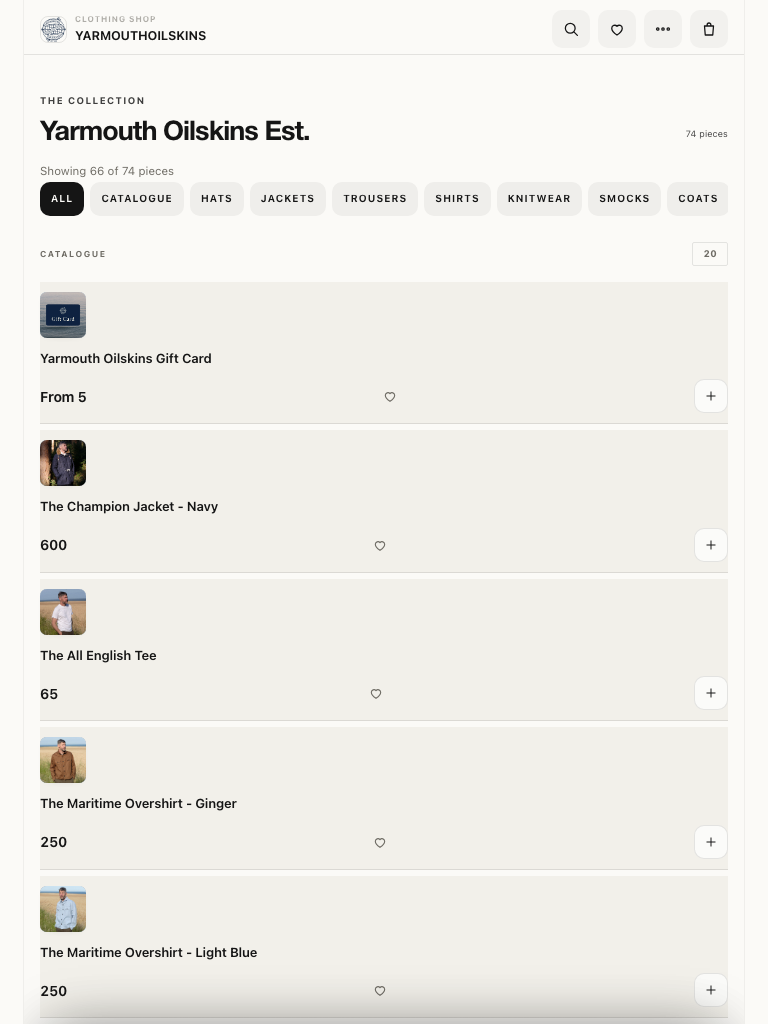 CLOTHING SHOP
YARMOUTHOILSKINS
THE COLLECTION
Yarmouth Oilskins Est.
74 pieces
Showing 66 of 74 pieces
ALL
CATALOGUE
HATS
JACKETS
TROUSERS
SHIRTS
KNITWEAR
SMOCKS
COATS
CATALOGUE
20
Gift Card
Yarmouth Oilskins Gift Card
From 5
The Champion Jacket - Navy
600
The All English Tee
65
The Maritime Overshirt - Ginger
250
The Maritime Overshirt - Light Blue
250